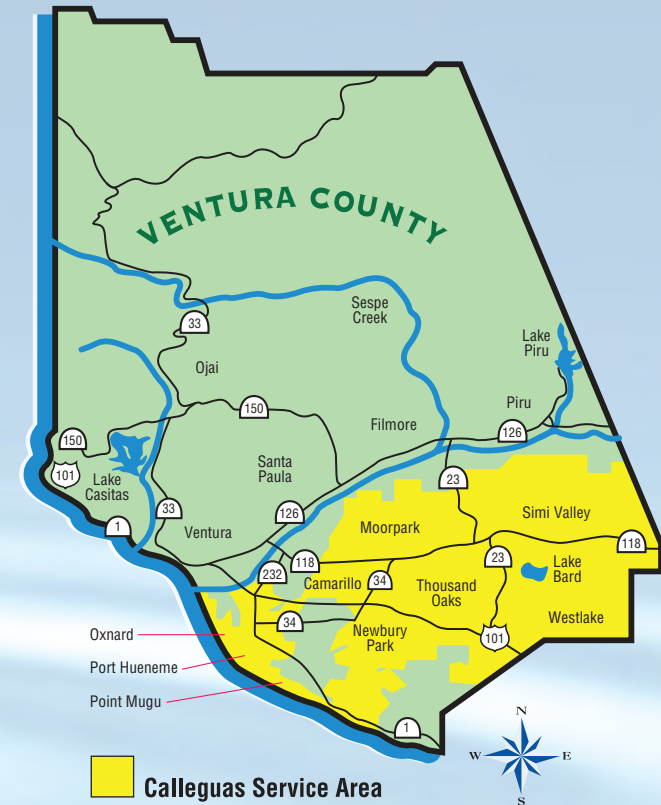 VENTURA COUNTY
Sespe
Creek
33
Lake
Piru
Ojai
150
Piru
Filmore
126
150
101
Lake
Casitas
Santa
Paula
23
33
126
Simi Valley
1
Ventura
Moorpark
118
118
23
232
Camarillo
34
Thousand
Oaks
Lake
Bard
34
Newbury
Park
101
Westlake
Oxnard
Port Hueneme
Point Mugu
1
N
W
E
S
Calleguas Service Area